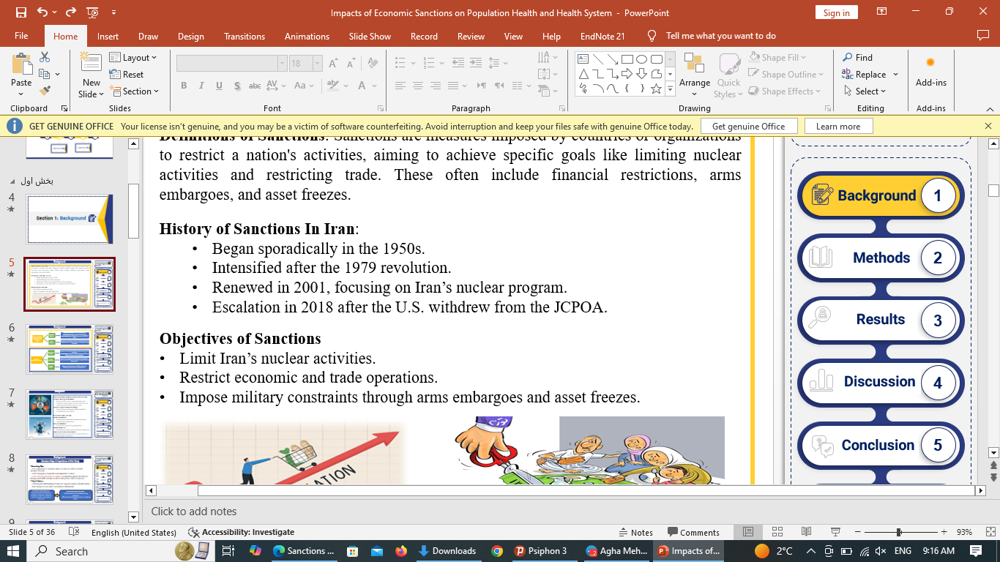 Impacts of Economic Sanctions on Population Health and Health System - PowerPoint
Sign in
File Home Insert Draw Design Transitions Animations Slide Show Record Review View Help EndNote 21 Tell me what you want to do
Paste
Clipboard
New Slide
Layout
Reset
Section
Slides
18
Font
Paragraph
Arrange
Quick Styles
Shape Fill
Shape Outline
Shape Effects
Drawing
Find
Replace
Select
Editing
Add-ins
Add-ins
GET GENUINE OFFICE Your license isn't genuine, and you may be a victim of software counterfeiting. Avoid interruption and keep your files safe with genuine Office today. Get genuine Office Learn more
بخش اول
4
Section 1: Background
5
6
7
8
9
Definitions of Sanctions: Sanctions are measures imposed by countries or organizations
to restrict a nation's activities, aiming to achieve specific goals like limiting nuclear
activities and restricting trade. These often include financial restrictions, arms
embargoes, and asset freezes.
History of Sanctions In Iran:
• Began sporadically in the 1950s.
• Intensified after the 1979 revolution.
• Renewed in 2001, focusing on Iran’s nuclear program.
• Escalation in 2018 after the U.S. withdrew from the JCPOA.
Objectives of Sanctions
• Limit Iran’s nuclear activities.
• Restrict economic and trade operations.
• Impose military constraints through arms embargoes and asset freezes.
Background 1
Methods 2
Results 3
Discussion 4
Conclusion 5
Click to add notes
Slide 5 of 36 English (United States) Accessibility: Investigate Notes Comments 93%
Search Sanctions ... Downloads Psiphon 3 Agha Meh... Impacts of... 2°C ENG 9:16 AM